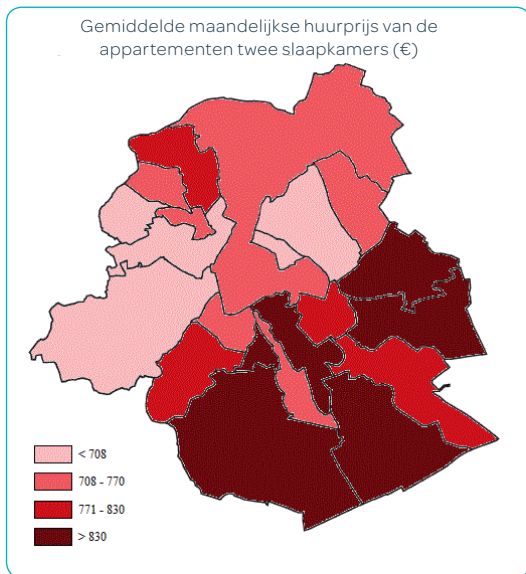 Gemiddelde maandelijkse huurprijs van de
appartementen twee slaapkamers (€)
< 708
708 - 770
771 - 830
> 830